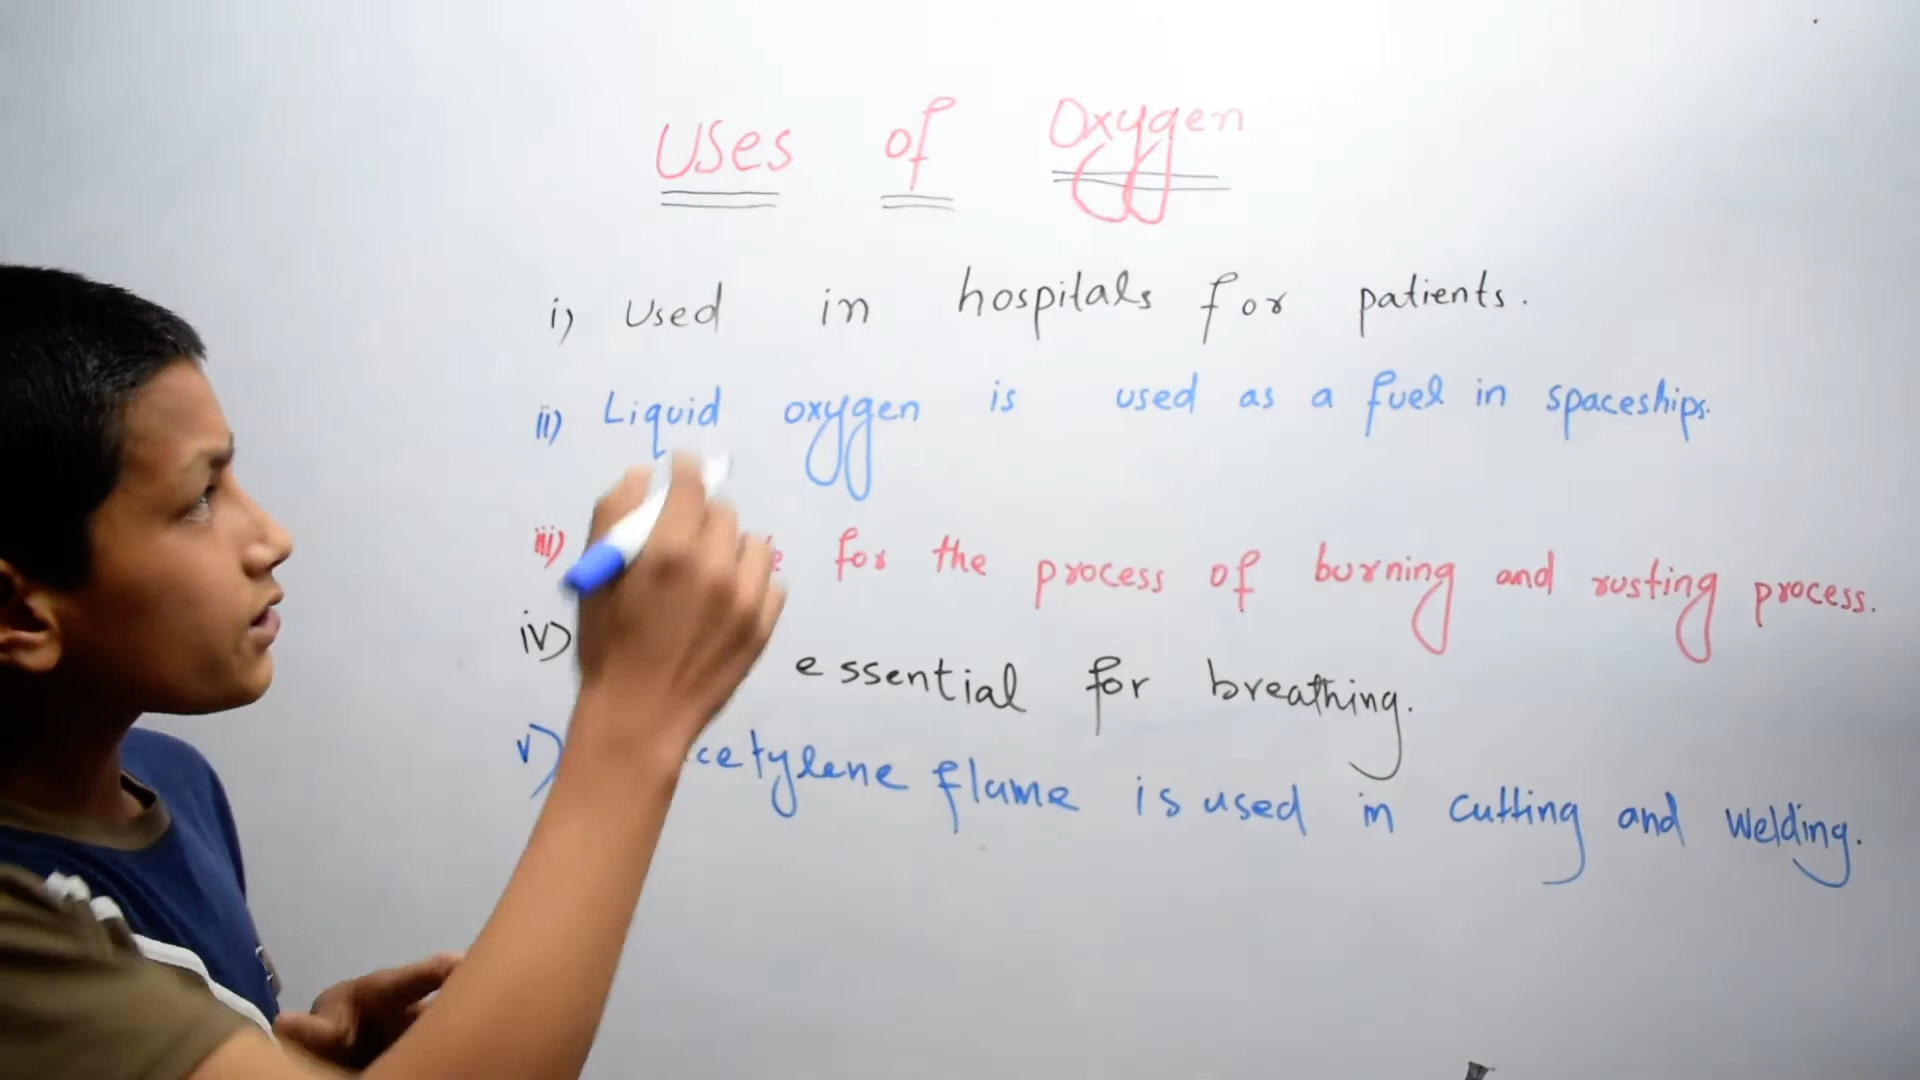 Uses of Oxygen
i) Used in hospitals for patients.
ii) Liquid oxygen is used as a fuel in spaceships.
iii) for the process of burning and rusting process.
iv) essential for breathing.
v) flame is used in cutting and welding.